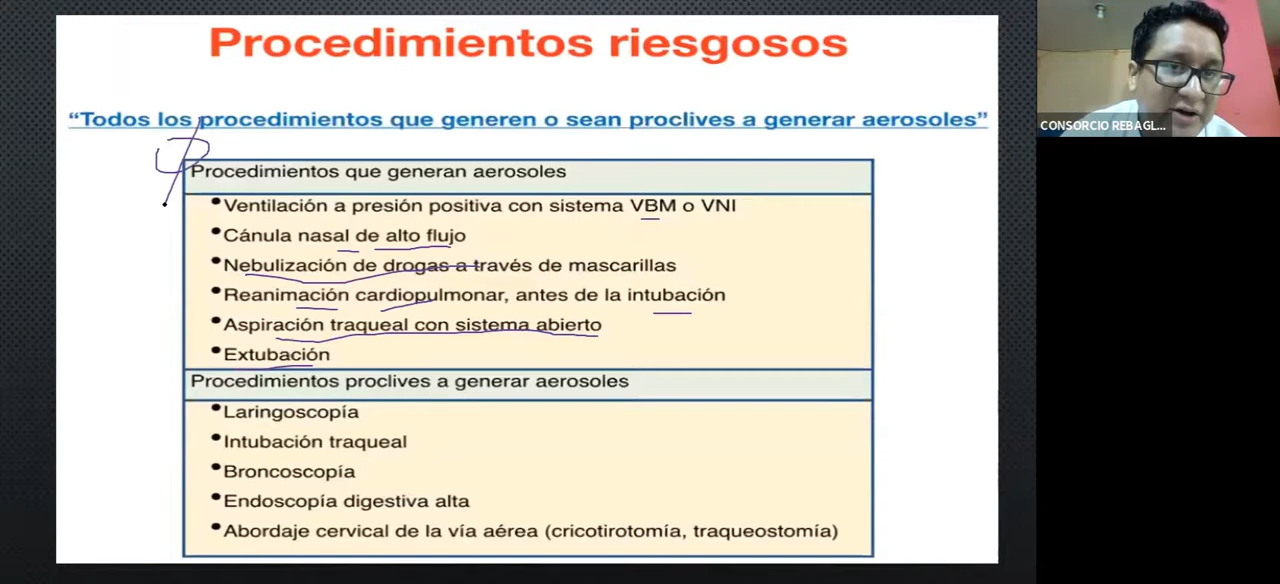 Procedimientos riesgosos
“Todos los procedimientos que generen o sean proclives a generar aerosoles”
CONSORCIO REBAGL...
Procedimientos que generan aerosoles
•Ventilación a presión positiva con sistema VBM o VNI
•Cánula nasal de alto flujo
•Nebulización de drogas a través de mascarillas
•Reanimación cardiopulmonar, antes de la intubación
•Aspiración traqueal con sistema abierto
•Extubación
Procedimientos proclives a generar aerosoles
•Laringoscopía
•Intubación traqueal
•Broncoscopía
•Endoscopía digestiva alta
•Abordaje cervical de la vía aérea (cricotirotomía, traqueostomía)